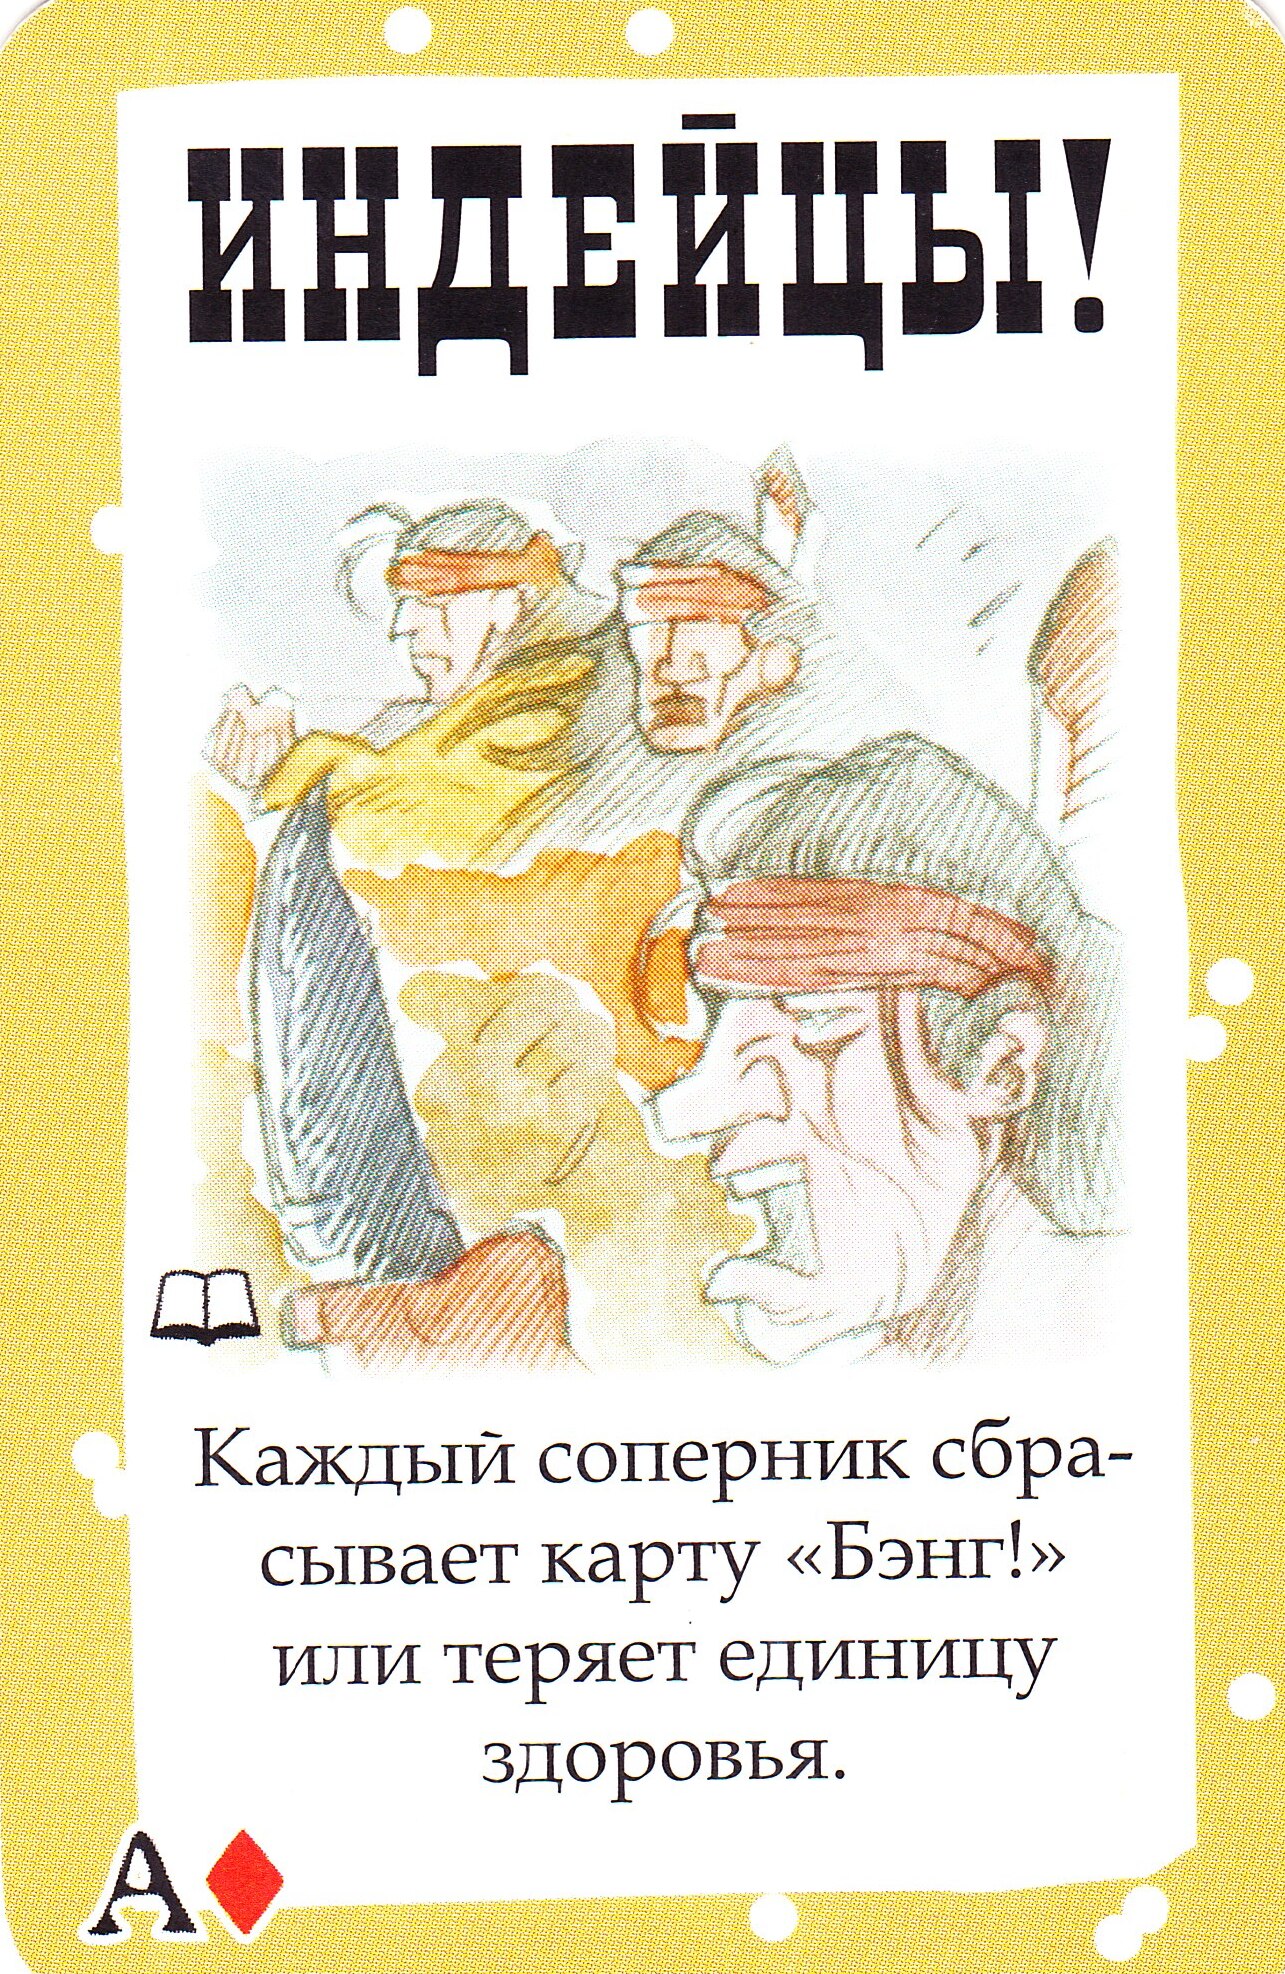 ИНДЕЙЦЫ!
Каждый соперник сбра-
сывает карту «Бэнг!»
или теряет единицу
здоровья.
А